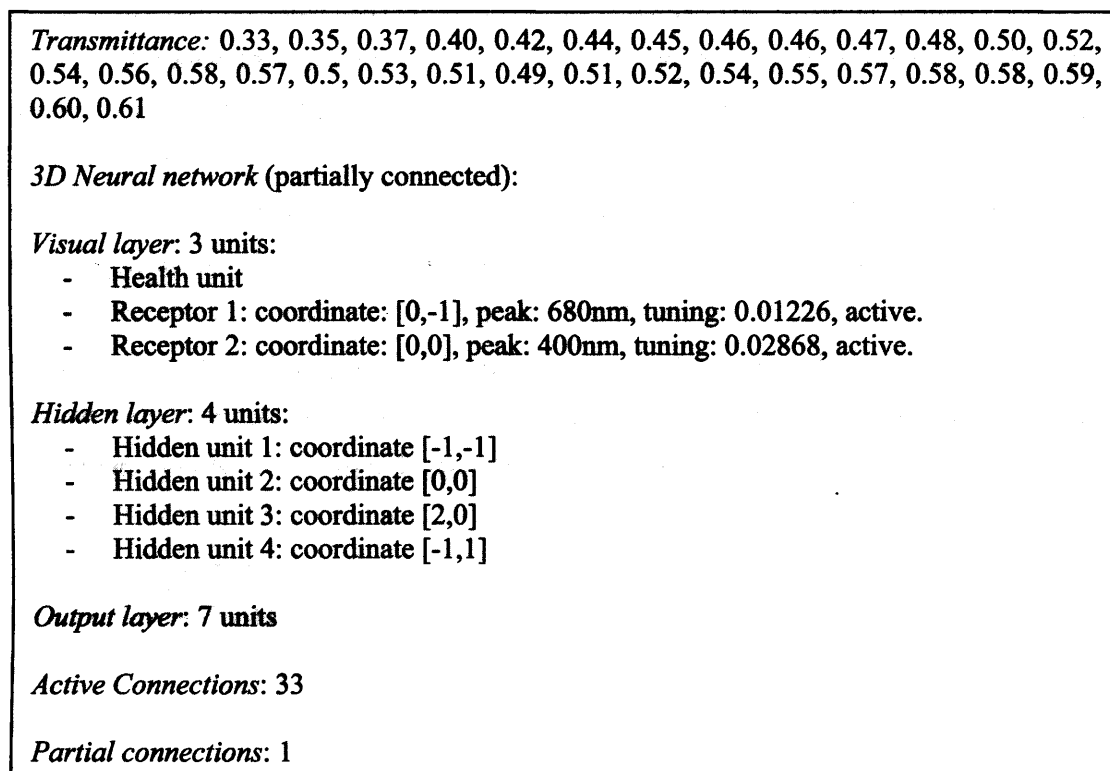 Transmittance: 0.33, 0.35, 0.37, 0.40, 0.42, 0.44, 0.45, 0.46, 0.46, 0.47, 0.48, 0.50, 0.52,
0.54, 0.56, 0.58, 0.57, 0.5, 0.53, 0.51, 0.49, 0.51, 0.52, 0.54, 0.55, 0.57, 0.58, 0.58, 0.59,
0.60, 0.61
3D Neural network (partially connected):
Visual layer: 3 units:
- Health unit
- Receptor 1: coordinate: [0,-1], peak: 680nm, tuning: 0.01226, active.
- Receptor 2: coordinate: [0,0], peak: 400nm, tuning: 0.02868, active.
Hidden layer: 4 units:
- Hidden unit 1: coordinate [-1,-1]
- Hidden unit 2: coordinate [0,0]
- Hidden unit 3: coordinate [2,0]
- Hidden unit 4: coordinate [-1,1]
Output layer: 7 units
Active Connections: 33
Partial connections: 1